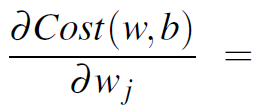 ∂Cost(w,b)
∂w_j =